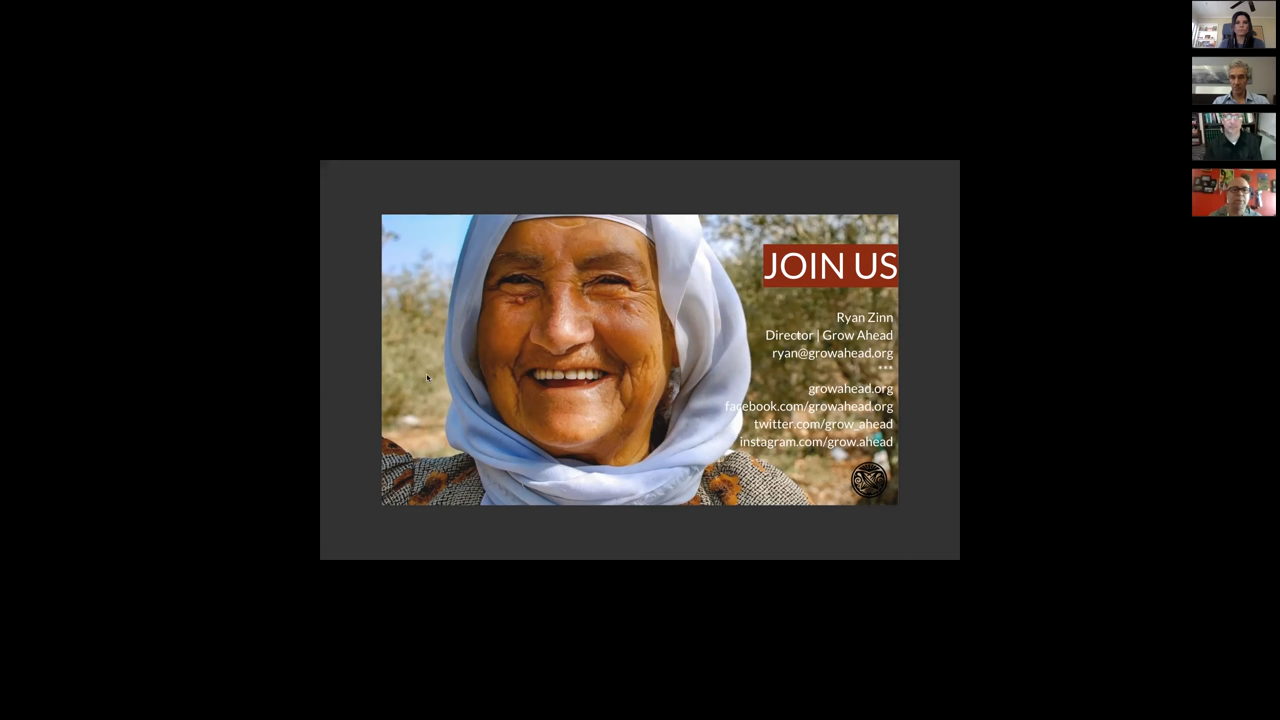 JOIN US
Ryan Zinn
Director | Grow Ahead
ryan@growahead.org
***
growahead.org
facebook.com/growahead.org
twitter.com/grow_ahead
instagram.com/grow.ahead